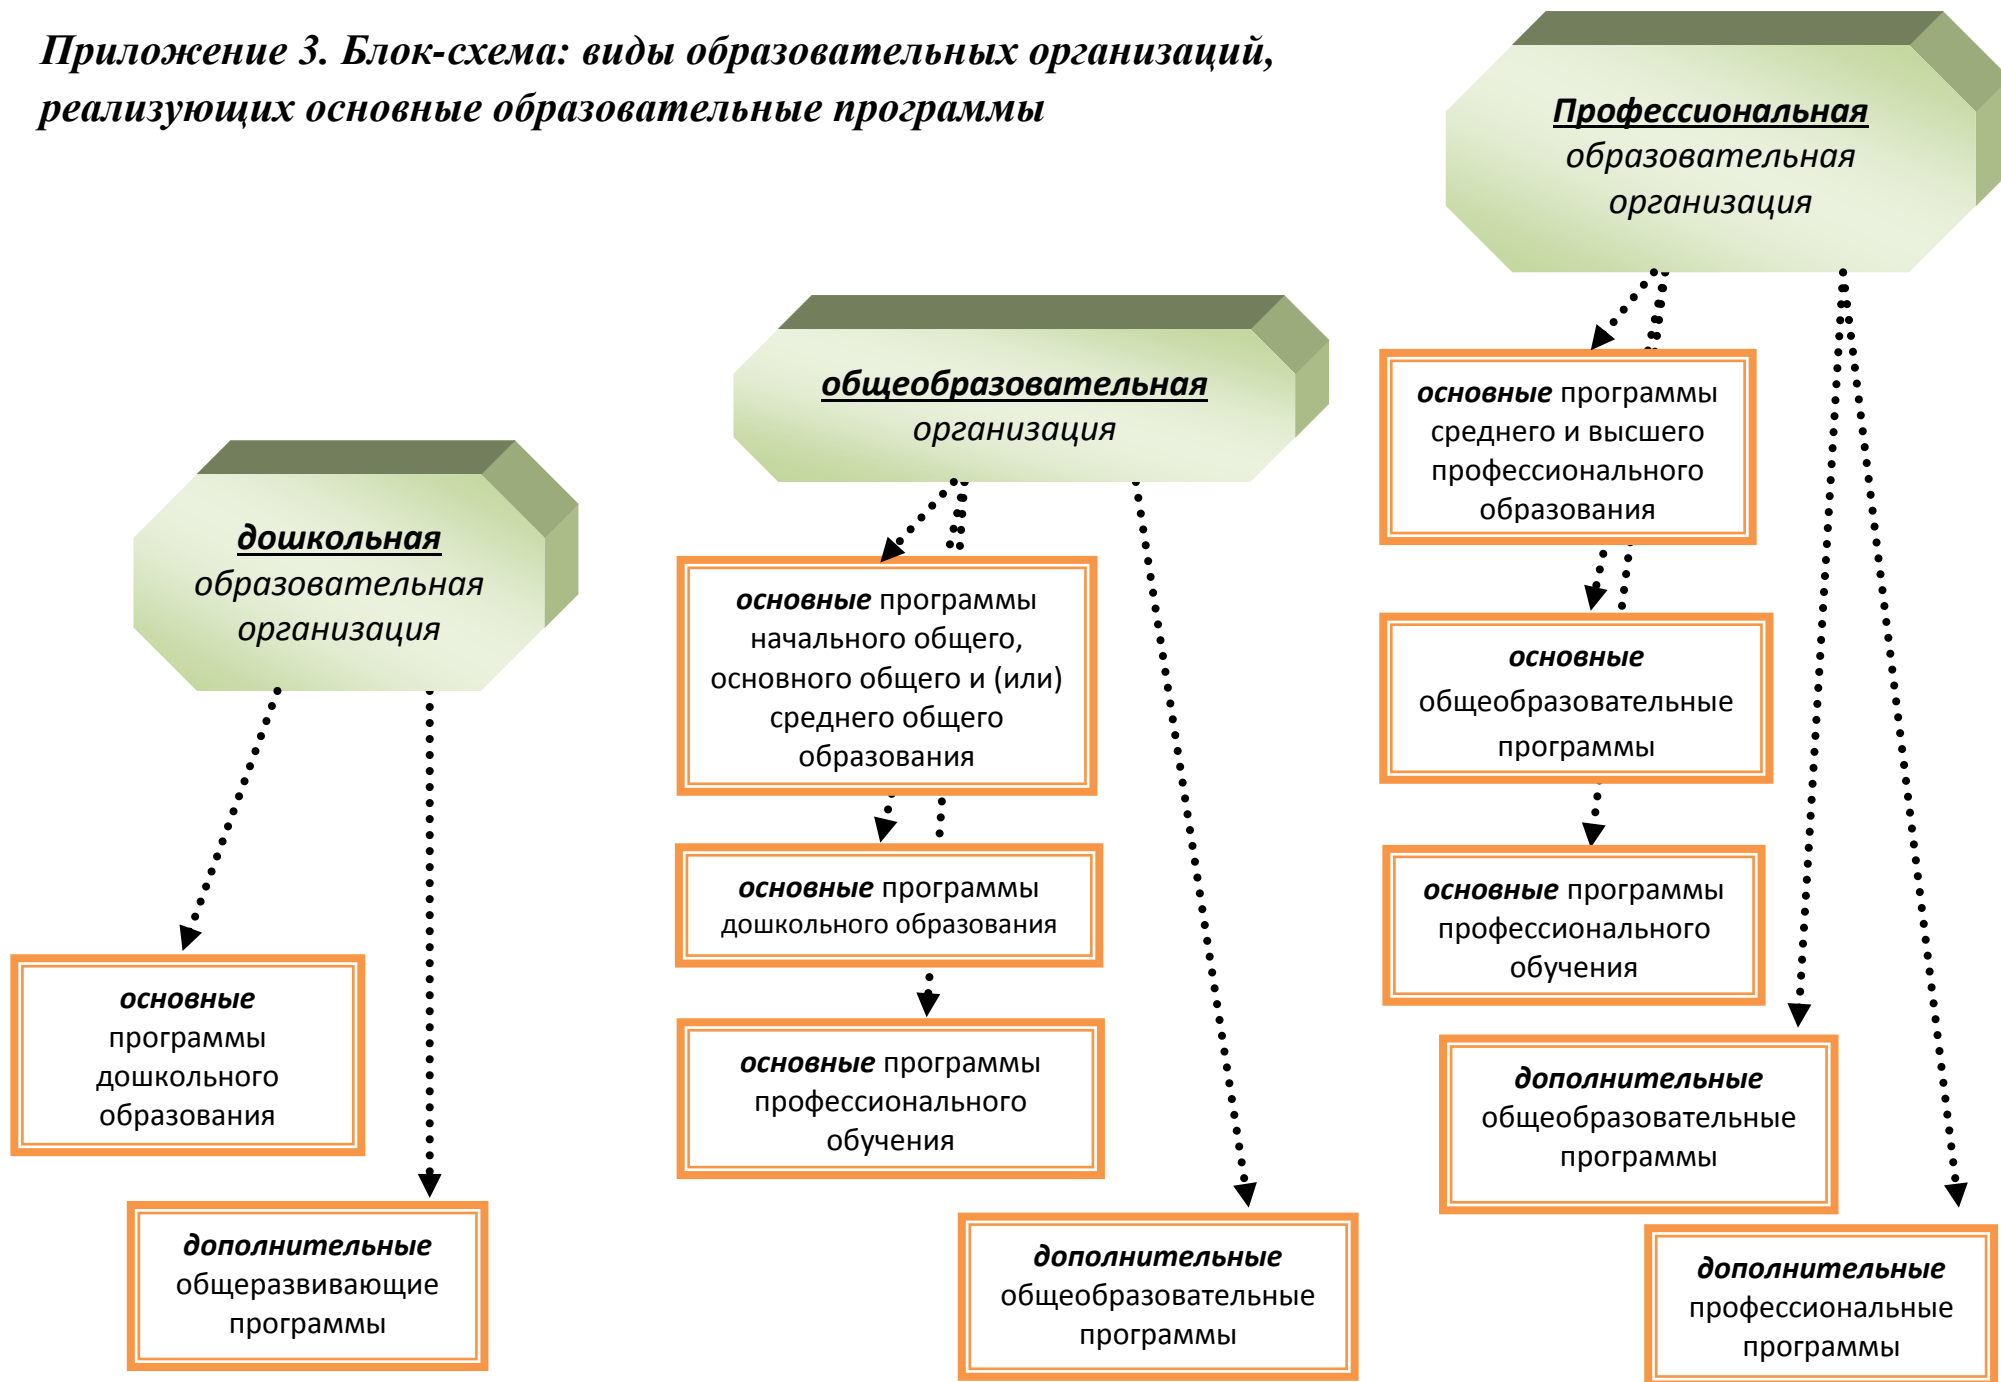 Приложение 3. Блок-схема: виды образовательных организаций,
реализующих основные образовательные программы
дошкольная
образовательная
организация
основные
программы
дошкольного
образования
дополнительные
общеразвивающие
программы
общеобразовательная
организация
основные программы
начального общего,
основного общего и (или)
среднего общего
образования
основные программы
дошкольного образования
основные программы
профессионального
обучения
дополнительные
общеобразовательные
программы
Профессиональная
образовательная
организация
основные программы
среднего и высшего
профессионального
образования
основные
общеобразовательные
программы
основные программы
профессионального
обучения
дополнительные
общеобразовательные
программы
дополнительные
профессиональные
программы